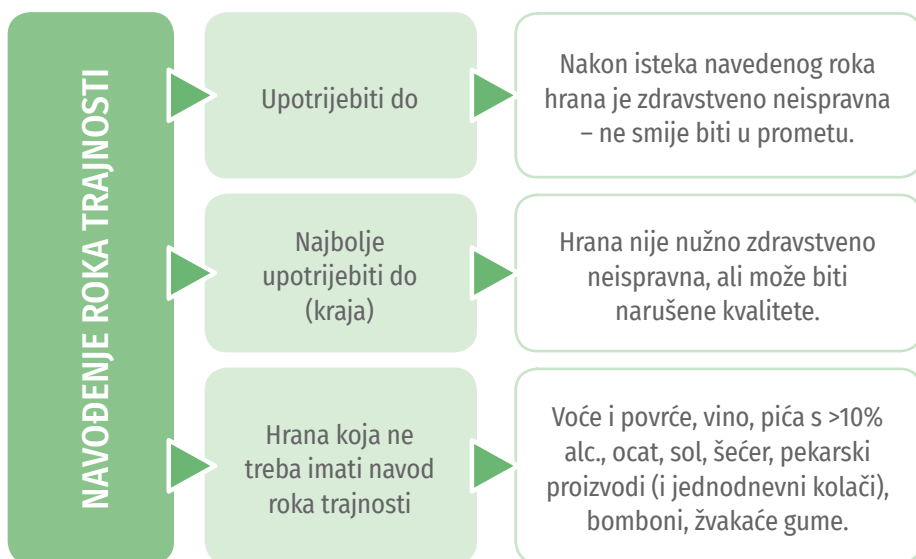 NAVOĐENJE ROKA TRAJNOSTI
Upotrijebiti do
Nakon isteka navedenog roka
hrana je zdravstveno neispravna
– ne smije biti u prometu.
Najbolje
upotrijebiti do
(kraja)
Hrana nije nužno zdravstveno
neispravna, ali može biti
narušene kvalitete.
Hrana koja ne
treba imati navod
roka trajnosti
Voće i povrće, vino, pića s >10%
alc., ocat, sol, šećer, pekarski
proizvodi (i jednodnevni kolači),
bomboni, žvakaće gume.